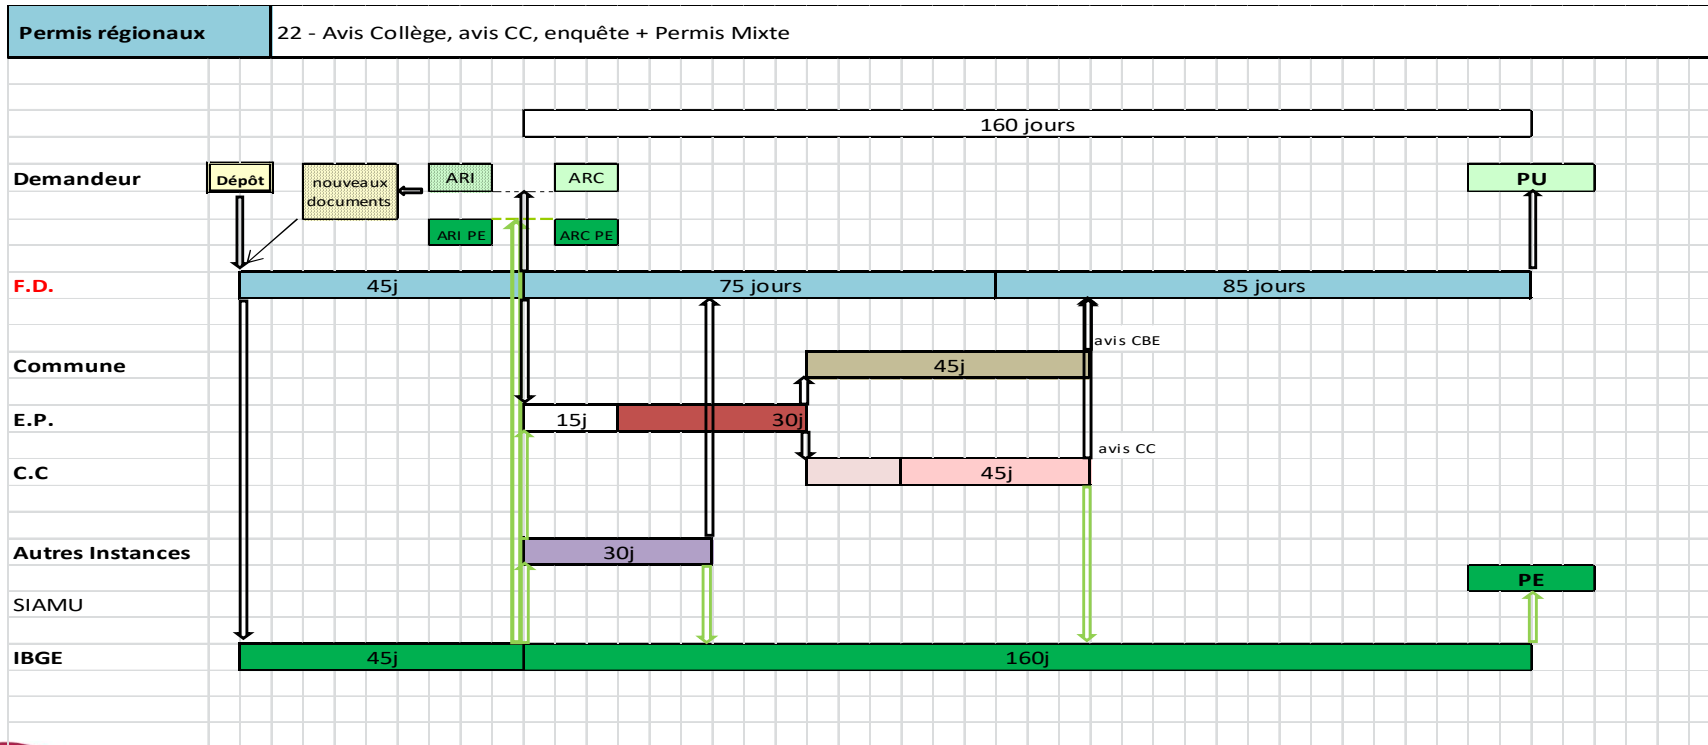 Permis régionaux
22 - Avis Collège, avis CC, enquête + Permis Mixte
160 jours
Demandeur
Dépôt
nouveaux
documents
ARI
ARC
PU
ARI PE
ARC PE
F.D.
45j
75 jours
85 jours
avis CBE
Commune
45j
E.P.
15j
30j
avis CC
C.C
45j
Autres Instances
30j
PE
SIAMU
IBGE
45j
160j